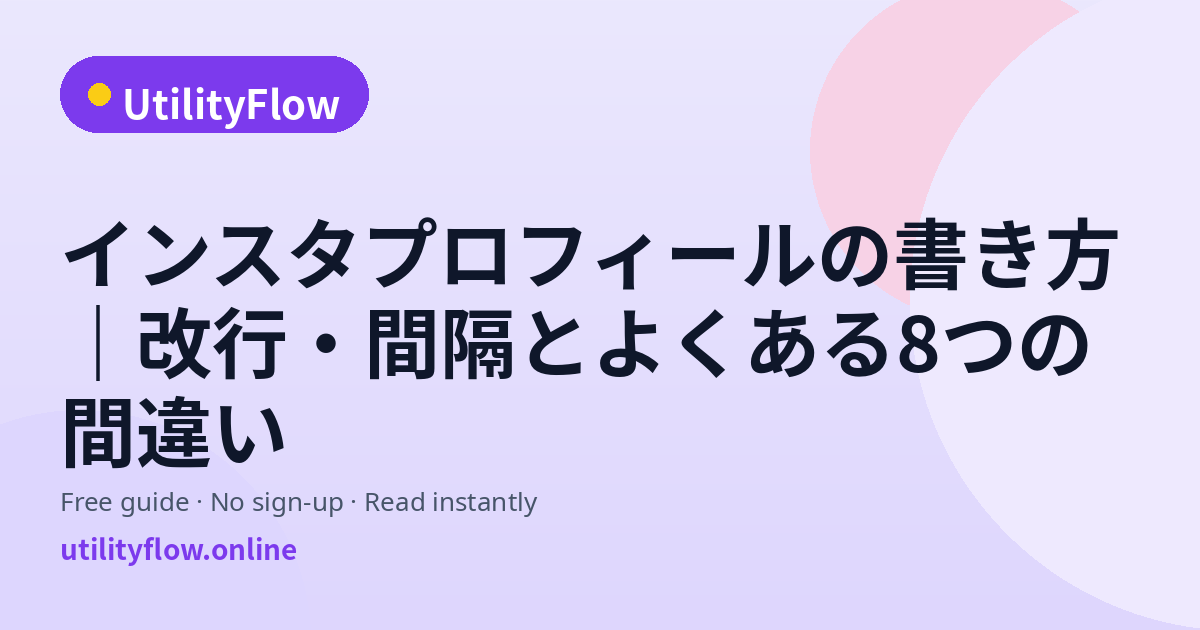 UtilityFlow
インスタプロフィールの書き方
｜改行・間隔とよくある8つの
間違い
Free guide · No sign-up · Read instantly
utilityflow.online